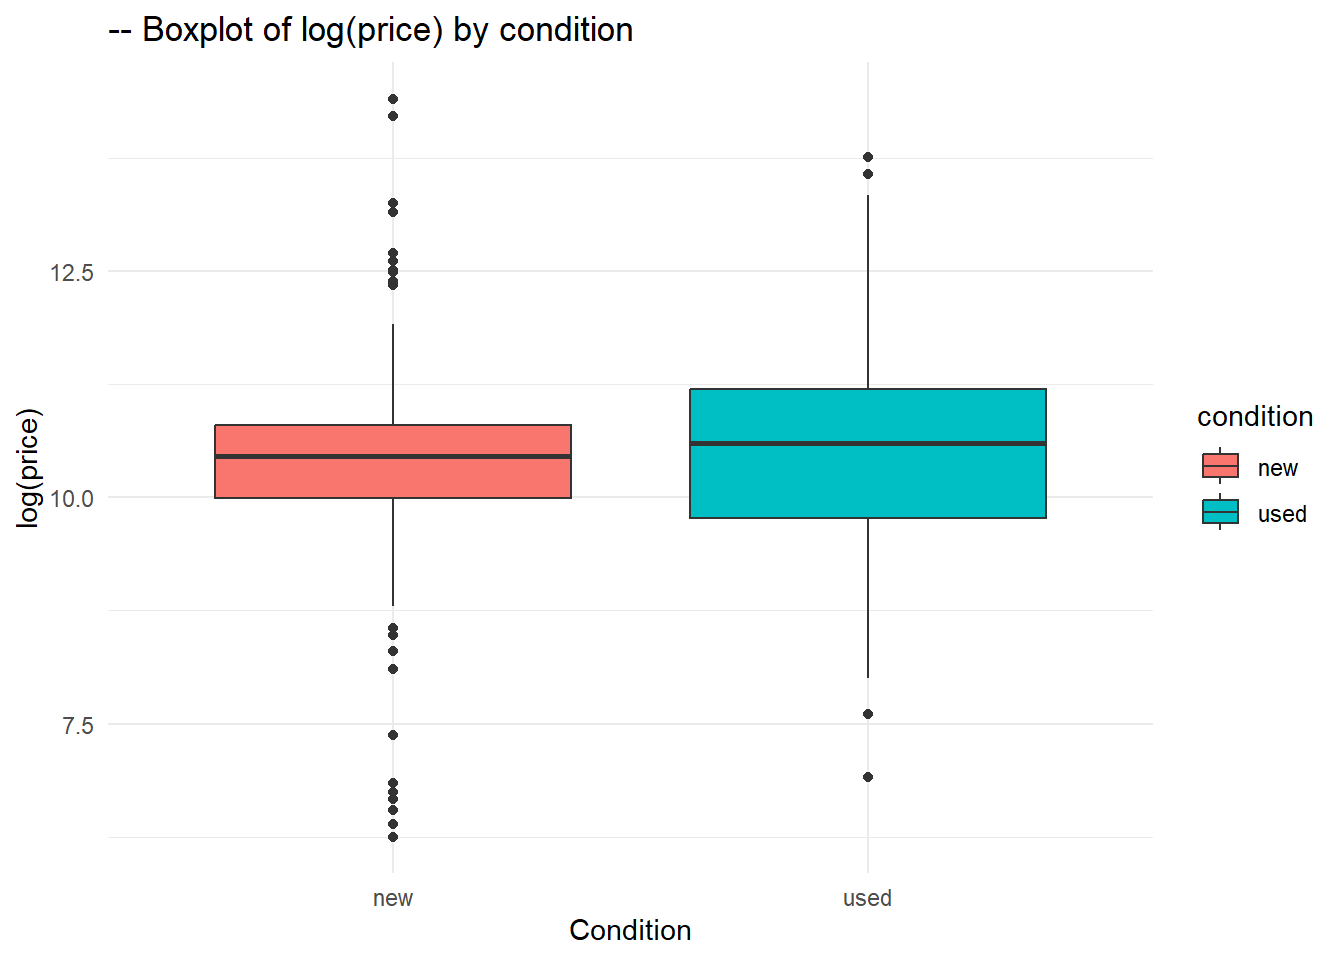 -- Boxplot of log(price) by condition
log(price)
12.5
10.0
7.5
new
used
Condition
condition
new
used